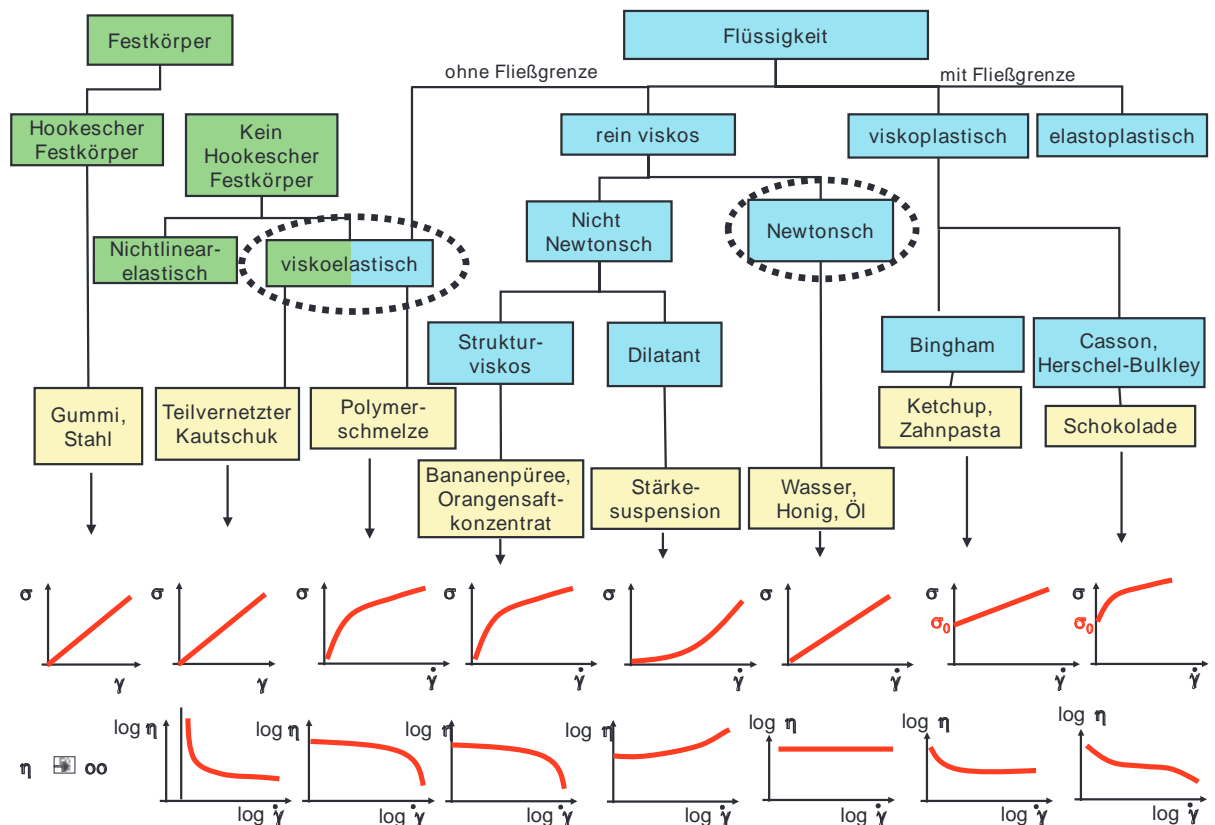 Festkörper
Flüssigkeit
ohne Fließgrenze
mit Fließgrenze
Hookescher
Festkörper
Kein
Hookescher
Festkörper
rein viskos
viskoplastisch
elastoplastisch
Nichtlinear-
elastisch
viskoelastisch
Nicht
Newtonsch
Newtonsch
Struktur-
viskos
Dilatant
Bingham
Casson,
Herschel-Bulkley
Gummi,
Stahl
Teilvernetzter
Kautschuk
Polymer-
schmelze
Bananenpüree,
Orangensaft-
konzentrat
Stärke-
suspension
Wasser,
Honig, Öl
Ketchup,
Zahnpasta
Schokolade
σ
γ
σ
γ
σ
γ̇
σ
γ̇
σ
γ̇
σ
γ̇
σ
σ₀
γ̇
σ
σ₀
γ̇
η
oo
log η
log γ̇
log η
log γ̇
log η
log γ̇
log η
log γ̇
log η
log γ̇
log η
log γ̇
log η
log γ̇